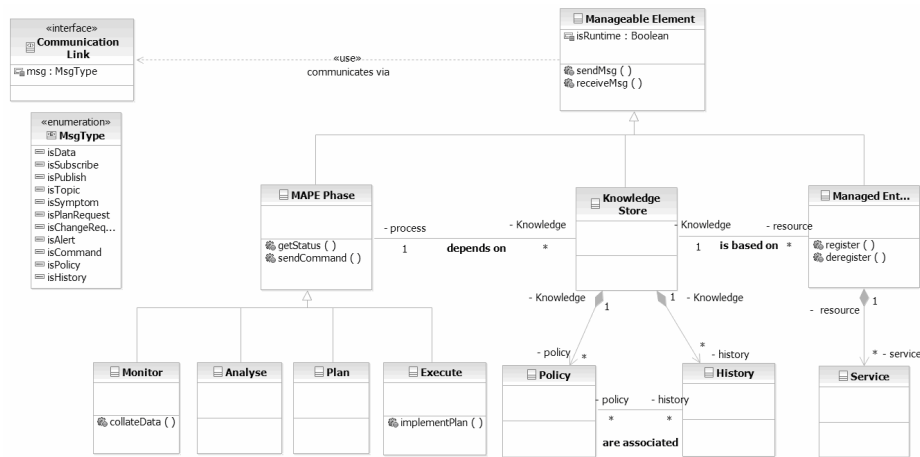 «interface»
Communication
Link
msg : MsgType
«use»
communicates via
Manageable Element
isRuntime : Boolean
sendMsg ( )
receiveMsg ( )
«enumeration»
MsgType
isData
isSubscribe
isPublish
isTopic
isSymptom
isPlanRequest
isChangeReq...
isAlert
isCommand
isPolicy
isHistory
MAPE Phase
getStatus ( )
sendCommand ( )
- process
1
depends on
- Knowledge
*
Knowledge
Store
- Knowledge
1
is based on
- resource
*
Managed Ent...
register ( )
deregister ( )
- Knowledge
1
1
- Knowledge
- resource
1
- policy
*
*
- history
* - service
Monitor
collateData ( )
Analyse
Plan
Execute
implementPlan ( )
Policy
- policy
*
- history
*
are associated
History
Service